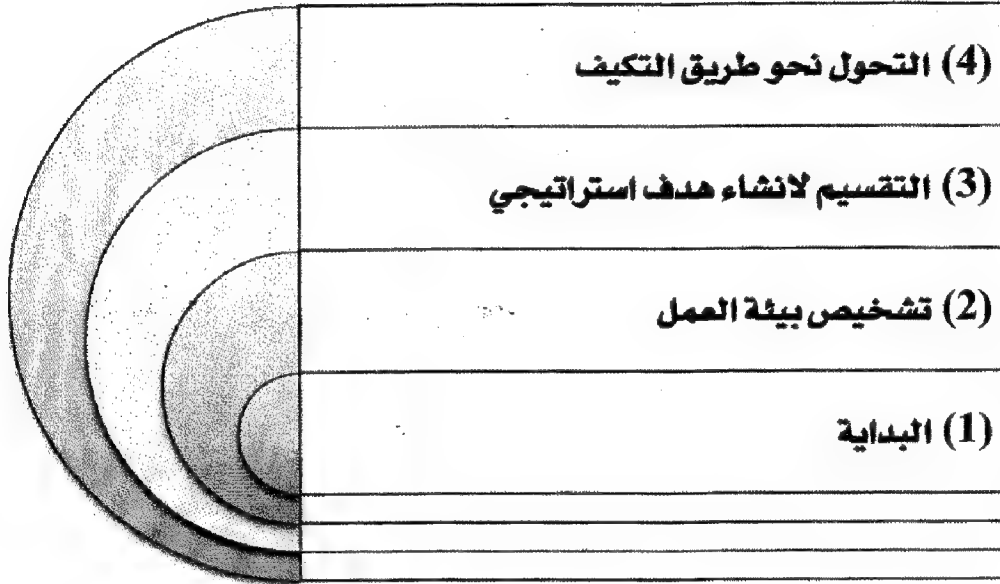 (4) التحول نحو طريق التكيف
(3) التقسيم لانشاء هدف استراتيجي
(2) تشخيص بيئة العمل
(1) البداية